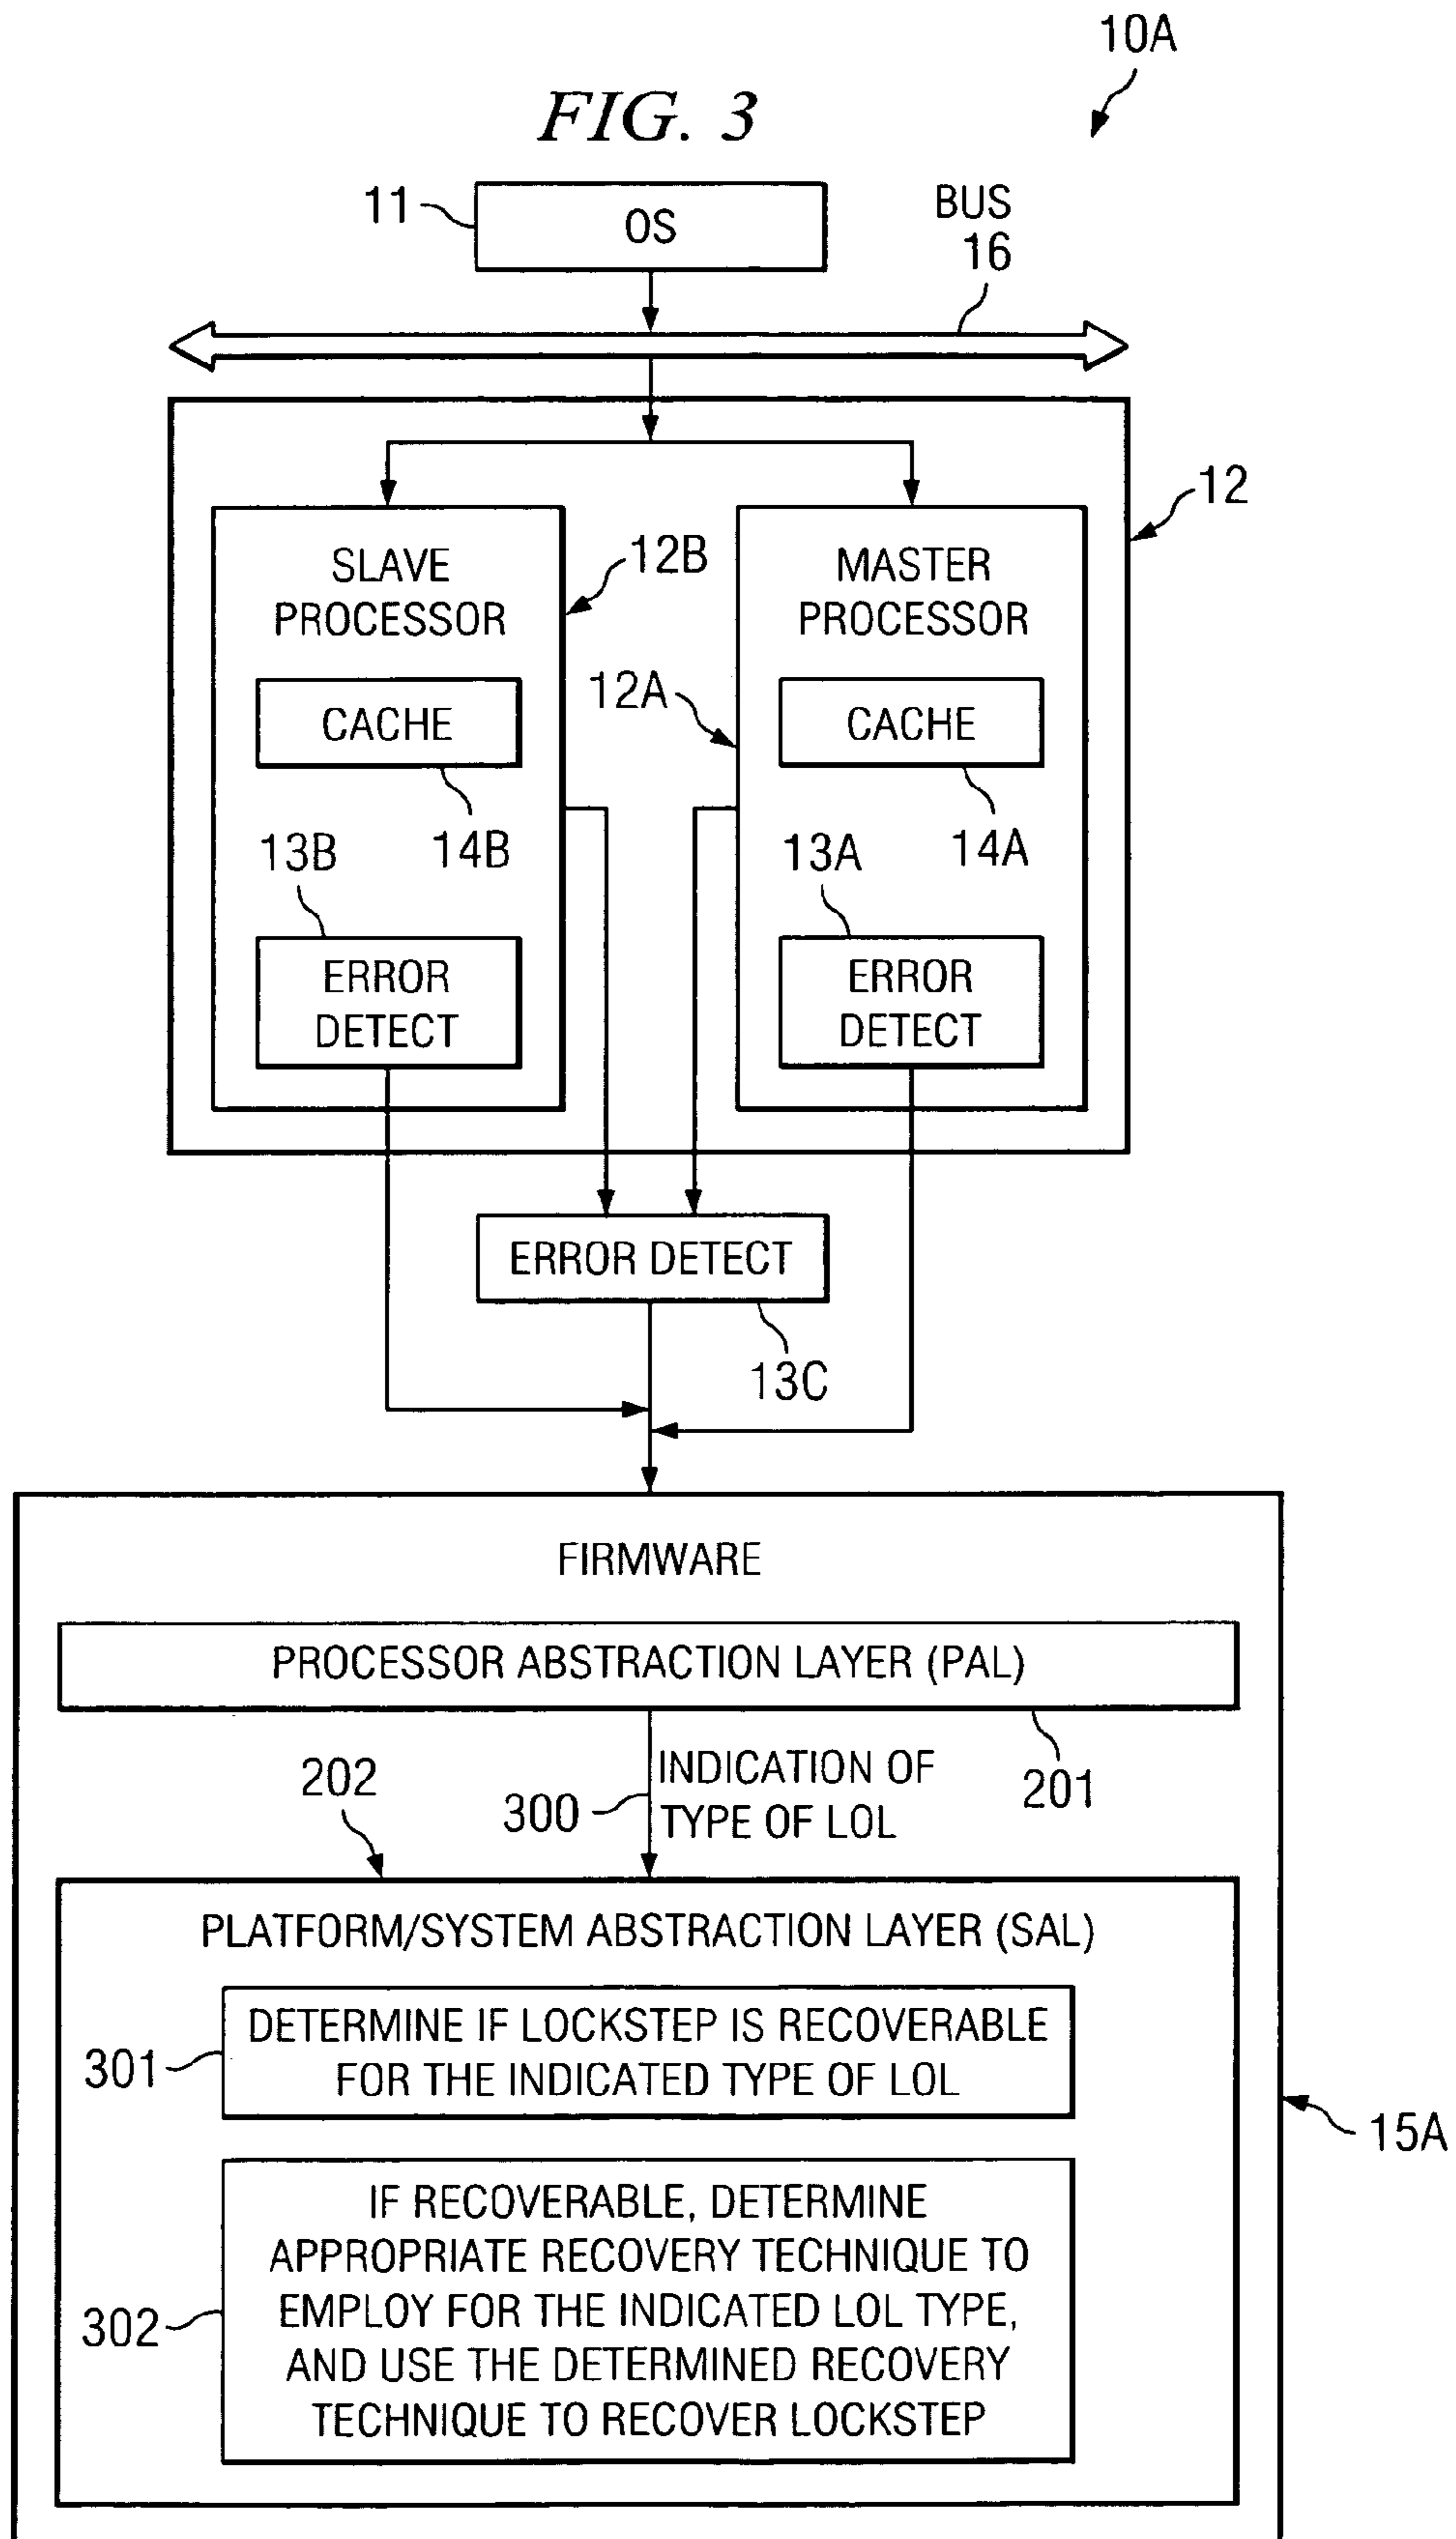 10A
FIG. 3
11
OS
BUS
16
12
SLAVE
PROCESSOR
12B
MASTER
PROCESSOR
12A
CACHE
CACHE
14B
14A
13B
13A
ERROR
DETECT
ERROR
DETECT
ERROR DETECT
13C
FIRMWARE
PROCESSOR ABSTRACTION LAYER (PAL)
201
202
300
INDICATION OF
TYPE OF LOL
PLATFORM/SYSTEM ABSTRACTION LAYER (SAL)
301
DETERMINE IF LOCKSTEP IS RECOVERABLE
FOR THE INDICATED TYPE OF LOL
15A
302
IF RECOVERABLE, DETERMINE
APPROPRIATE RECOVERY TECHNIQUE TO
EMPLOY FOR THE INDICATED LOL TYPE,
AND USE THE DETERMINED RECOVERY
TECHNIQUE TO RECOVER LOCKSTEP